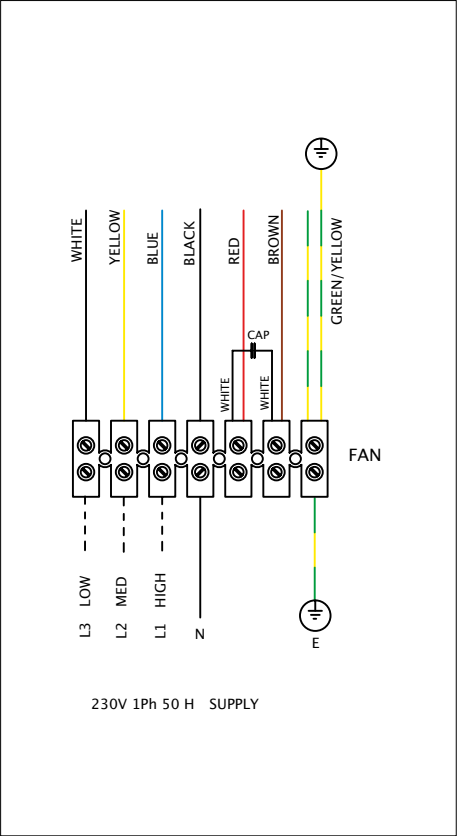 WHITE
YELLOW
BLUE
BLACK
RED
BROWN
GREEN/YELLOW
CAP
WHITE
WHITE
FAN
L3 LOW
L2 MED
L1 HIGH
N
E
230V 1Ph 50 H SUPPLY